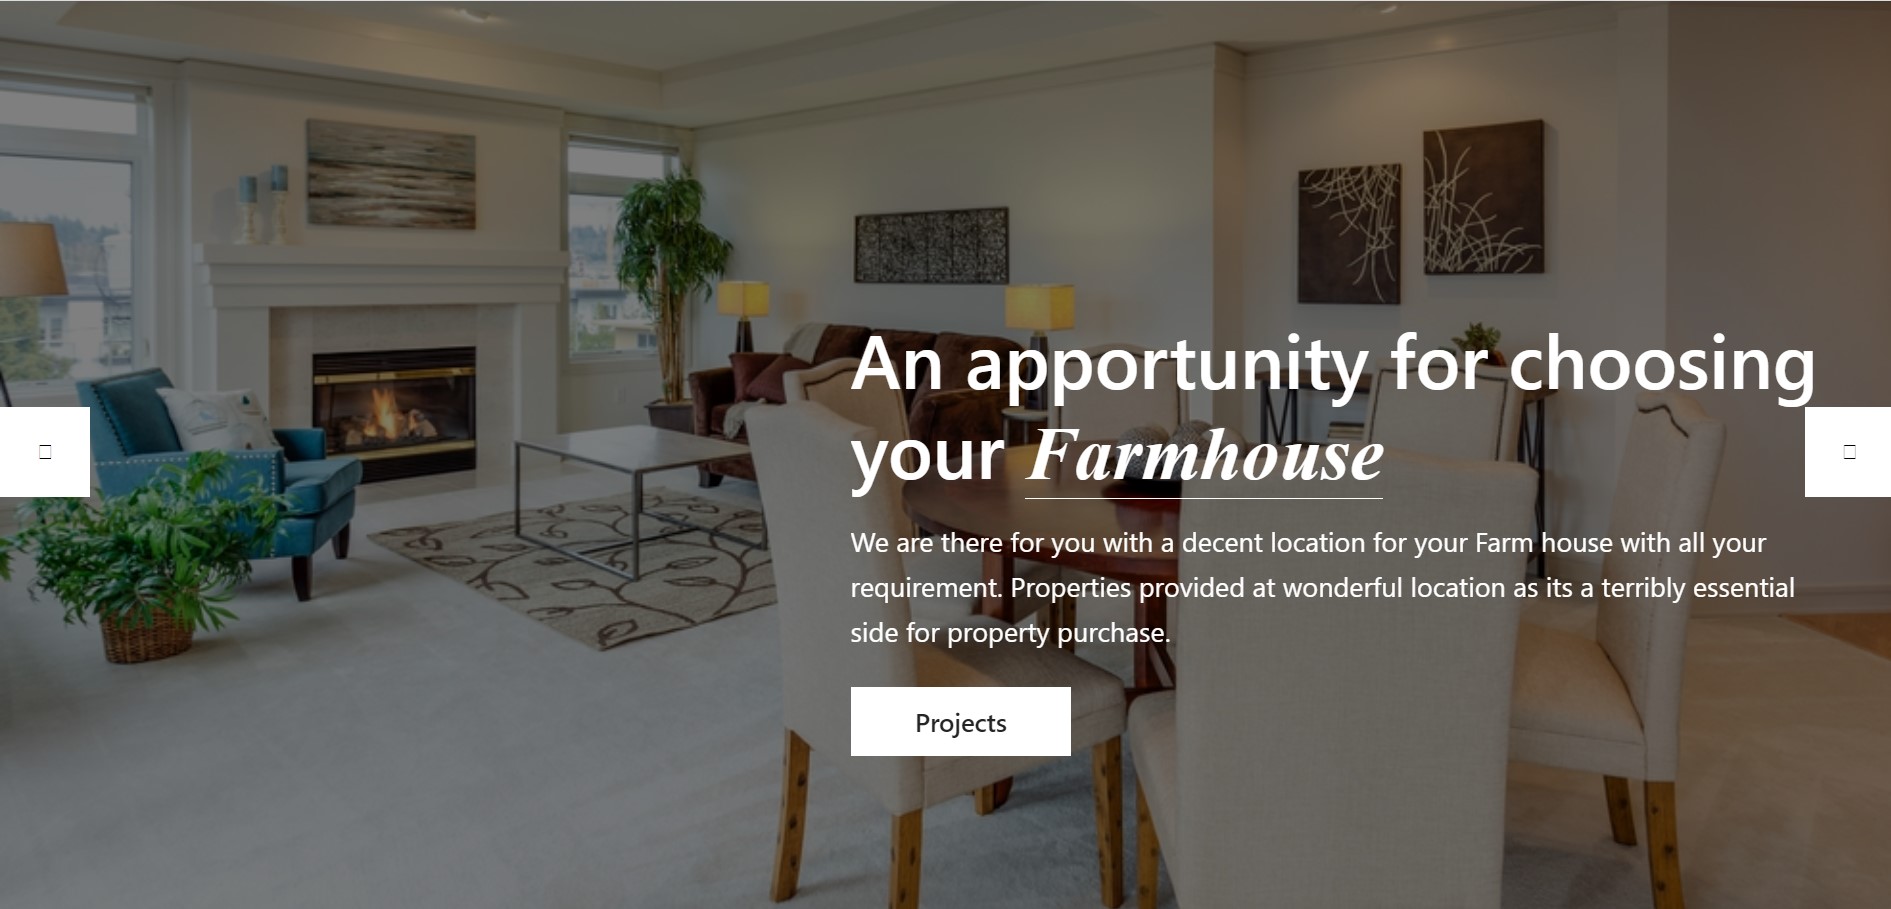 An apportunity for choosing
your Farmhouse
We are there for you with a decent location for your Farm house with all your
requirement. Properties provided at wonderful location as its a terribly essential
side for property purchase.
Projects